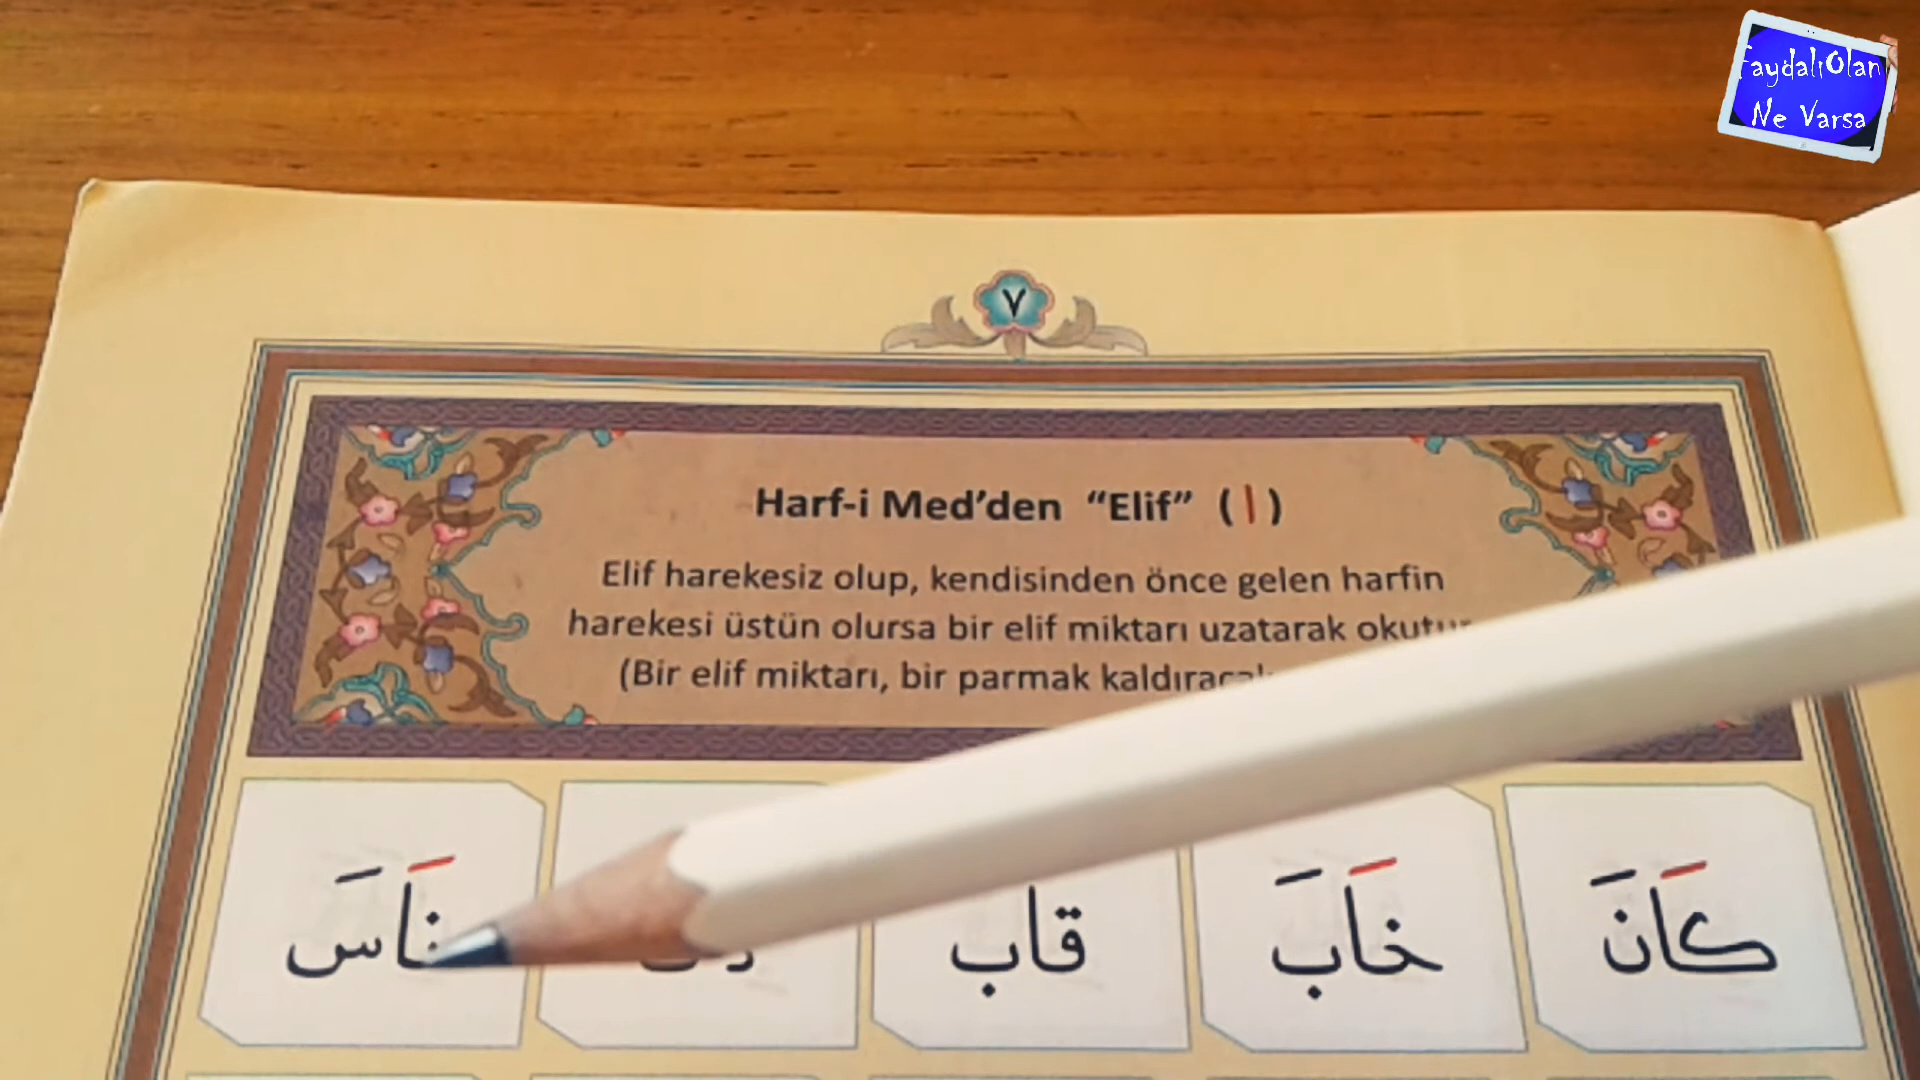 FaydalıOlan
Ne Varsa
٧
Harf-i Med’den “Elif” (ا)
Elif harekesiz olup, kendisinden önce gelen harfin
harekesi üstün olursa bir elif miktarı uzatarak
(Bir elif miktarı, bir parmak
كَانَ خَابَ قاب نَاسَ